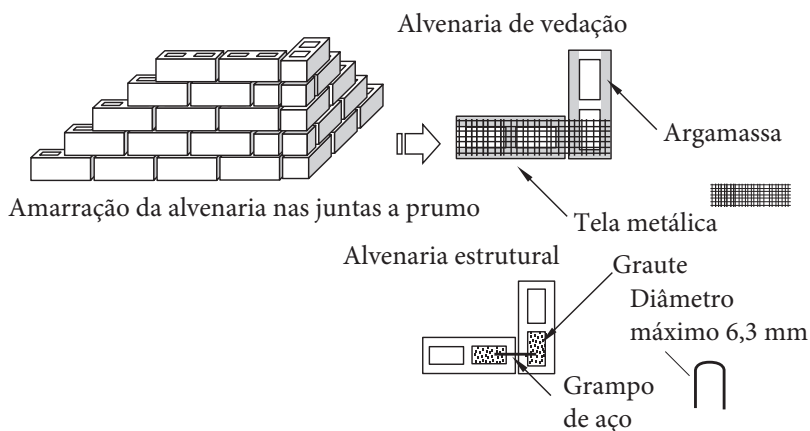 Alvenaria de vedação
Argamassa
Amarração da alvenaria nas juntas a prumo
Tela metálica
Alvenaria estrutural
Graute
Diâmetro
máximo 6,3 mm
Grampo
de aço